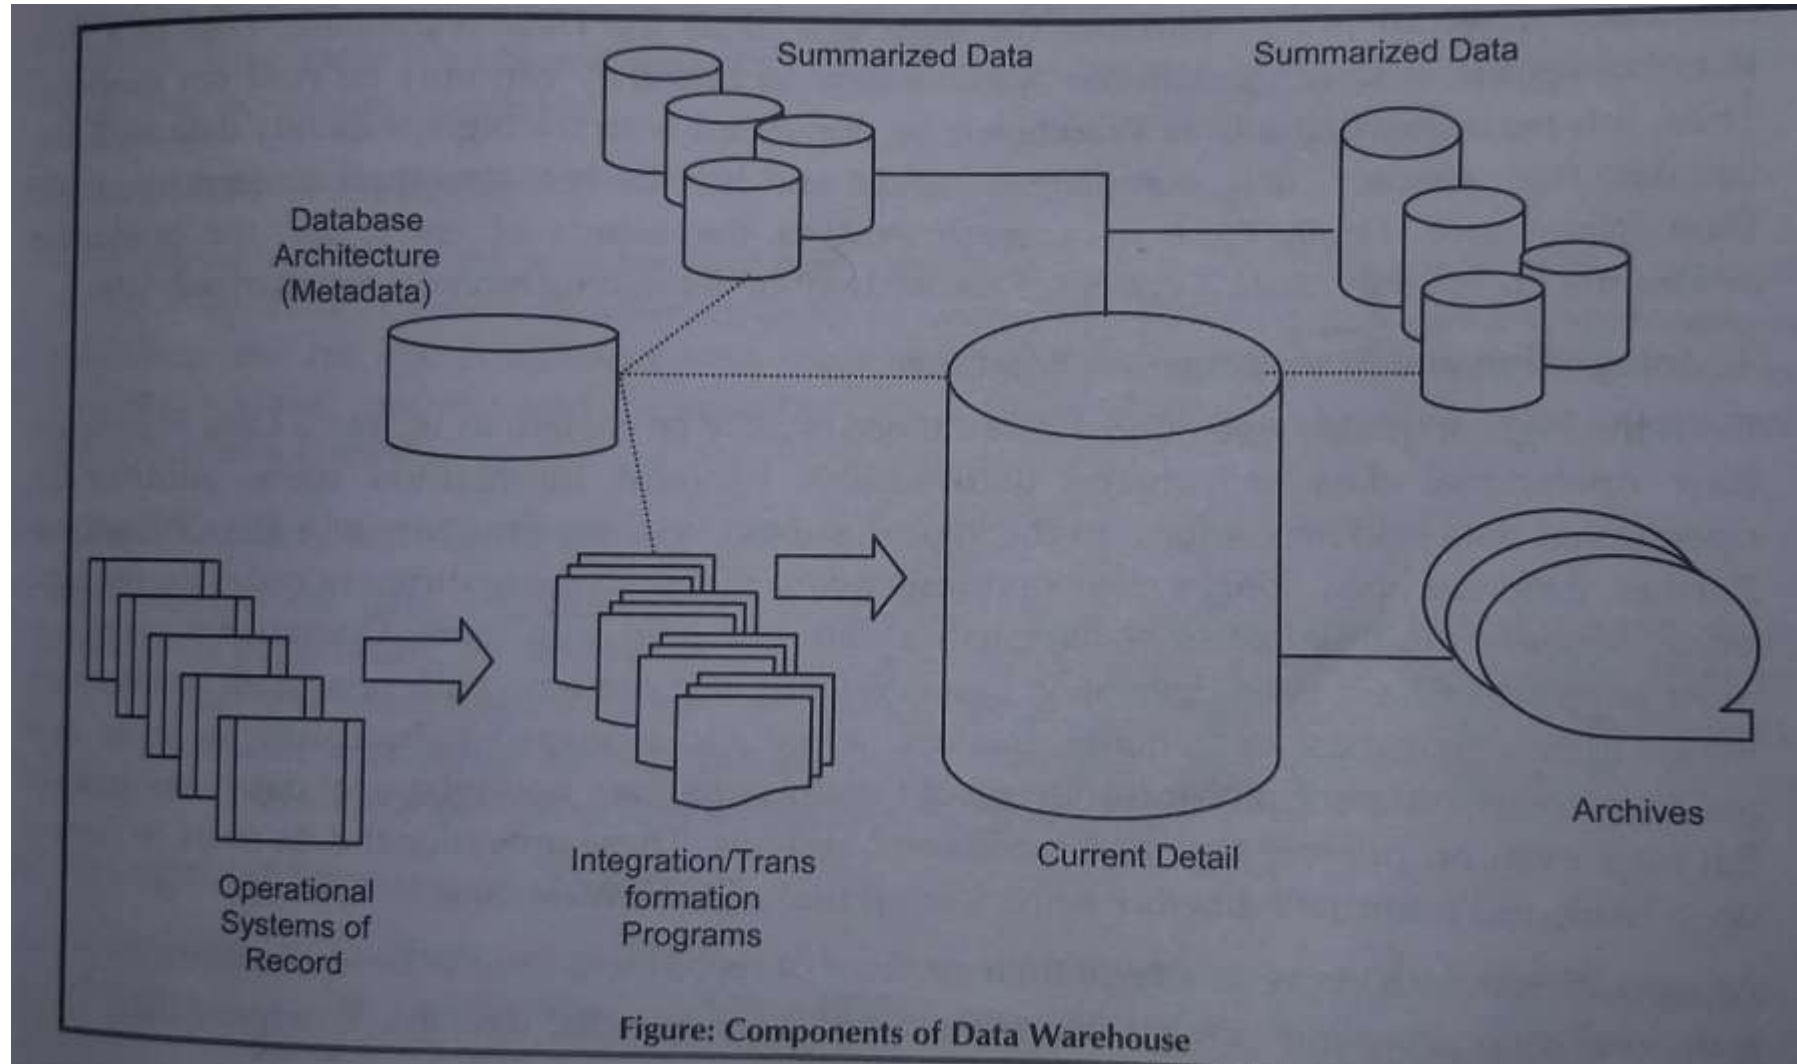 Summarized Data
Summarized Data
Database
Architecture
(Metadata)
Operational
Systems of
Record
Integration/Trans
formation
Programs
Current Detail
Archives
Figure: Components of Data Warehouse